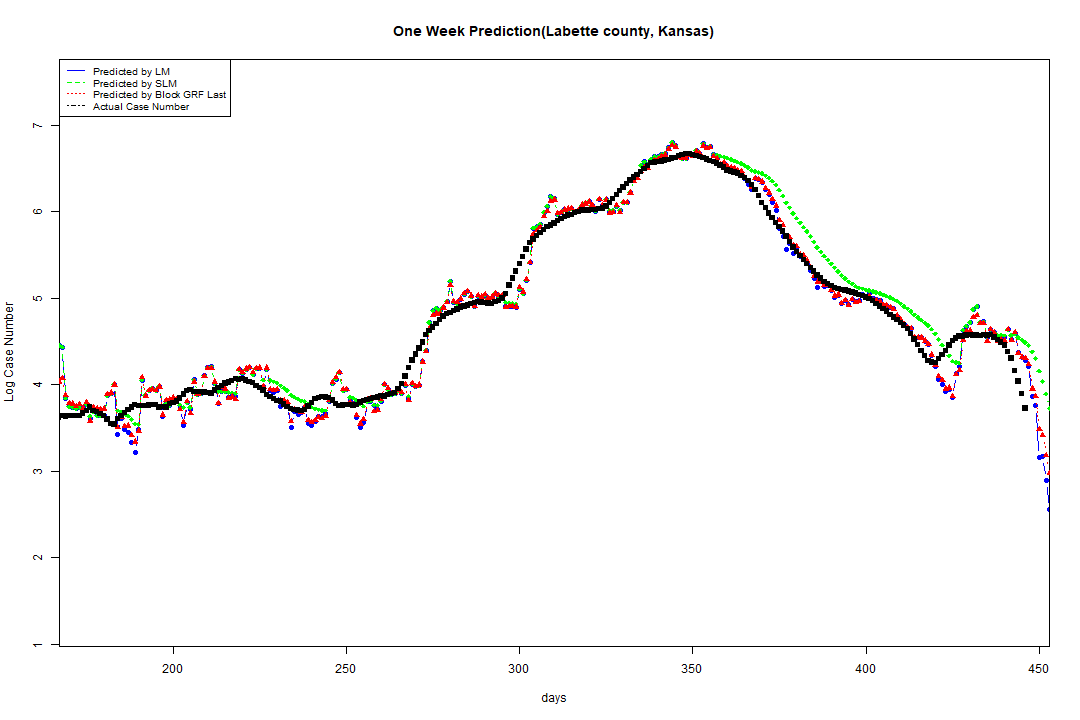 One Week Prediction(Labette county, Kansas)
Predicted by LM
Predicted by SLM
Predicted by Block GRF Last
Actual Case Number
Log Case Number
7
6
5
4
3
2
1
200 250 300 350 400 450
days